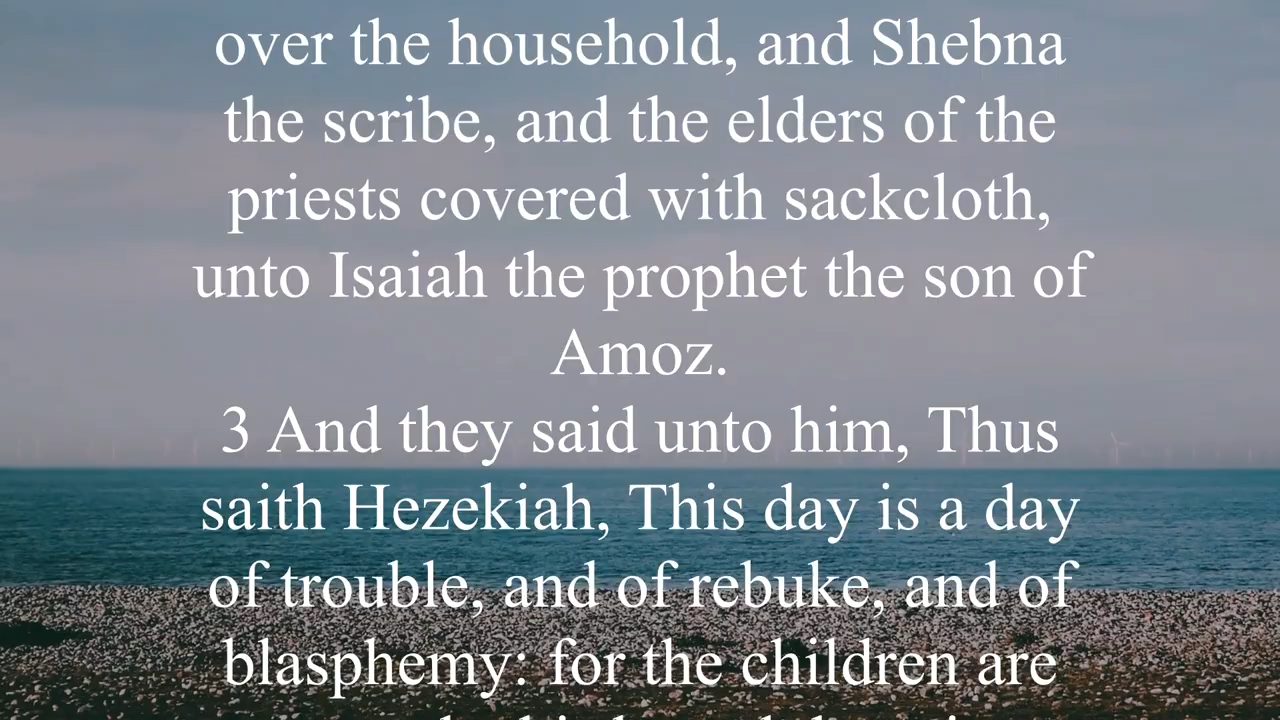 over the household, and Shebna
the scribe, and the elders of the
priests covered with sackcloth,
unto Isaiah the prophet the son of
Amoz.
3 And they said unto him, Thus
saith Hezekiah, This day is a day
of trouble, and of rebuke, and of
blasphemy: for the children are